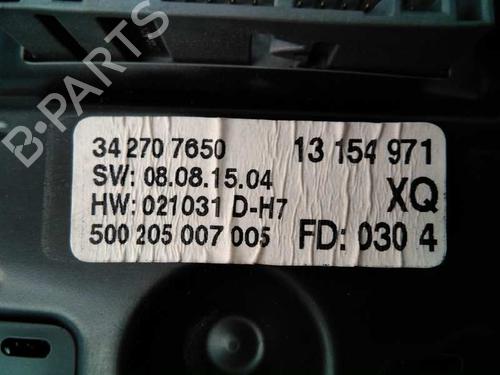 B-PARTS
34 270 7650 13 154 971
SW: 08.08.15.04 XQ
HW: 021031 D-H7
500 205 007 005 FD: 030 4